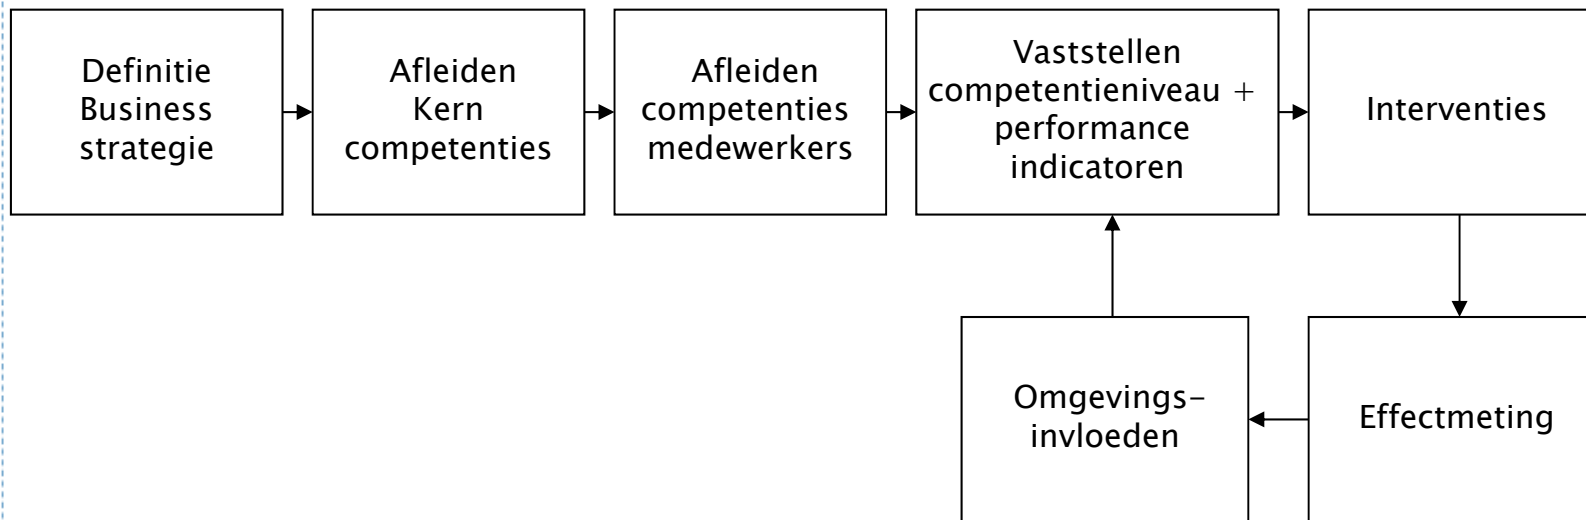 Definitie
Business
strategie
Afleiden
Kern
competenties
Afleiden
competenties
medewerkers
Vaststellen
competentieniveau +
performance
indicatoren
Interventies
Omgevings-
invloeden
Effectmeting